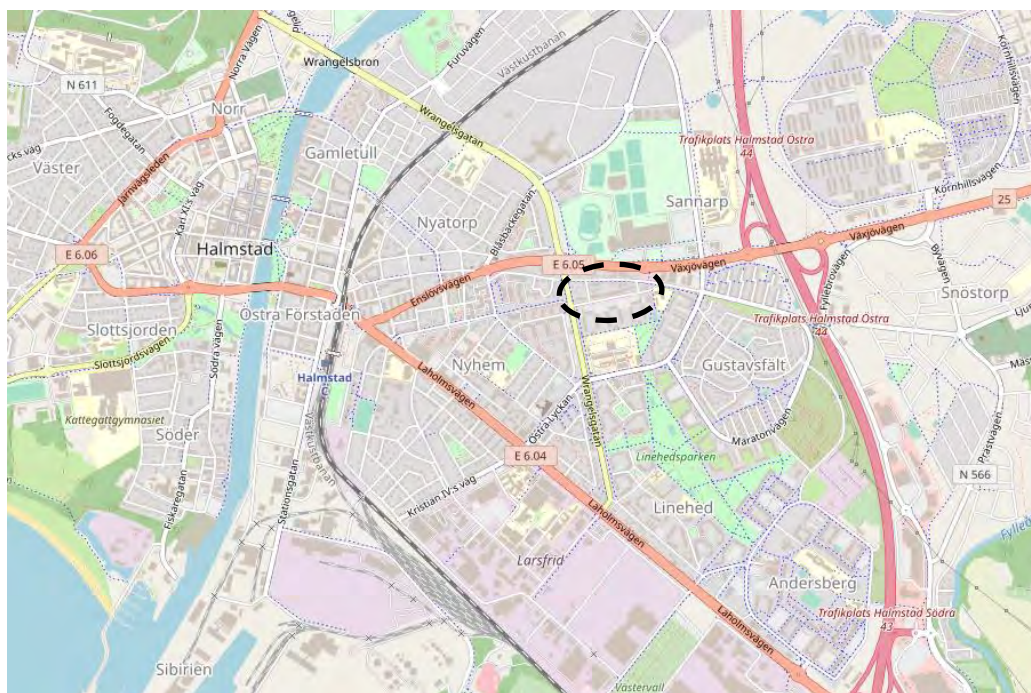 Wrangelsbron
Furuvägen
Västkustbanan
Norra Vägen
N 611
Norr
Fogdegatan
Gamletull
Wrangelsgatan
Körnhillsvägen
Trafikplats Halmstad Östra
44
Väster
Järnvägsleden
Karl XI:s väg
Nyatorp
Blåsbäckegatan
Sannarp
Körnhillsvägen
25
Halmstad
E 6.06
E 6.05
Växjövägen
Växjövägen
Byvägen
Enslövsvägen
Fyllebrovägen
Snöstorp
Östra Förstaden
Trafikplats Halmstad Östra
44
Slottsjorden
Slottsjordsvägen
Södra vägen
Nyhem
Gustavsfält
Halmstad
Laholmsvägen
Wrangelsgatan
Kattegattgymnasiet
Söder
Västkustbanan
Östra Lyckan
Maratonvägen
Prästvägen
E 6.04
Linehedsparken
N 566
Fiskaregatan
Stationsgatan
Kristian IV:s väg
Laholmsvägen
Linehed
Larsfrid
Andersberg
Trafikplats Halmstad Södra
43
Laholmsvägen
Sibirien
Västervall